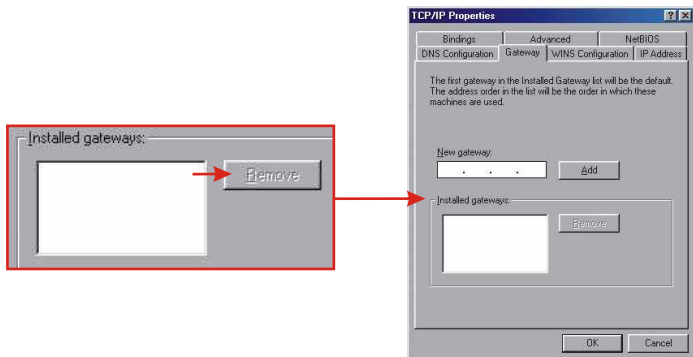 TCP/IP Properties
Bindings
Advanced
NetBIOS
DNS Configuration
Gateway
WINS Configuration
IP Address
The first gateway in the Installed Gateway list will be the default.
The address order in the list will be the order in which these
machines are used.
New gateway:
. . .
Add
Installed gateways:
Remove
OK
Cancel
Installed gateways:
Remove